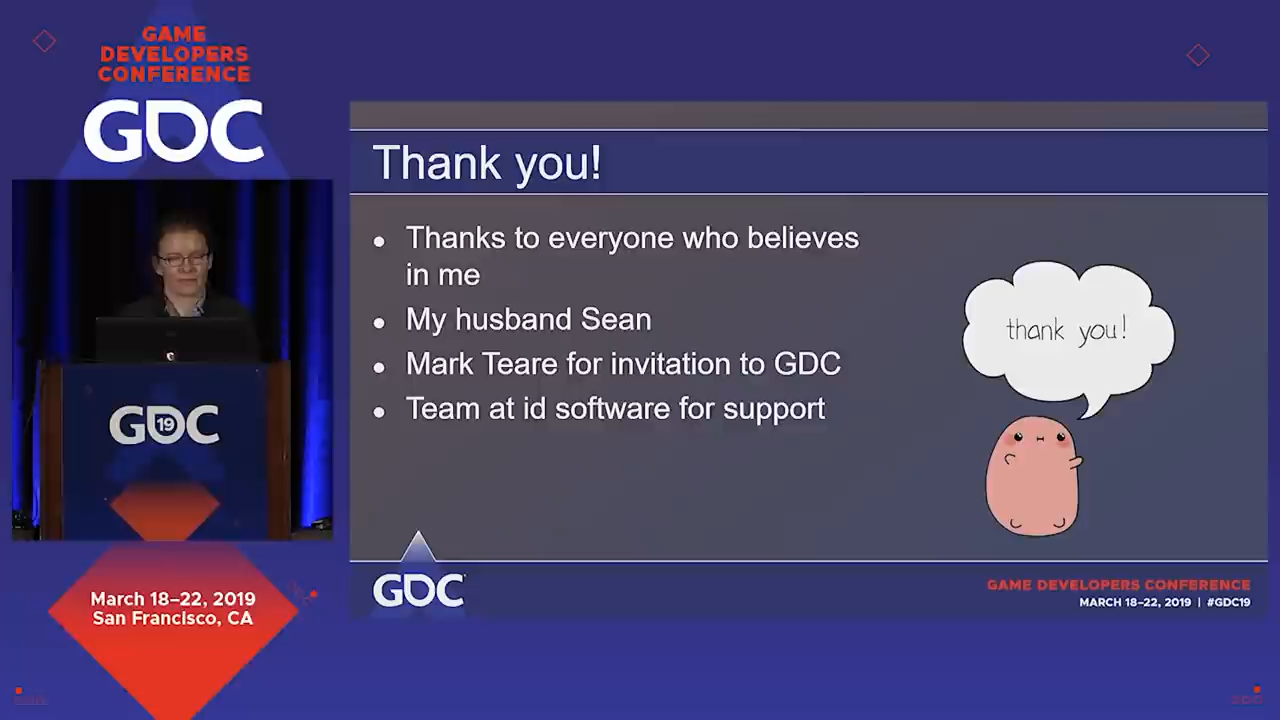 GAME
DEVELOPERS
CONFERENCE
GDC
Thank you!
Thanks to everyone who believes
in me
My husband Sean
Mark Teare for invitation to GDC
Team at id software for support
thank you!
GDC 19
March 18–22, 2019
San Francisco, CA
GDC
GAME DEVELOPERS CONFERENCE
MARCH 18–22, 2019 | #GDC19